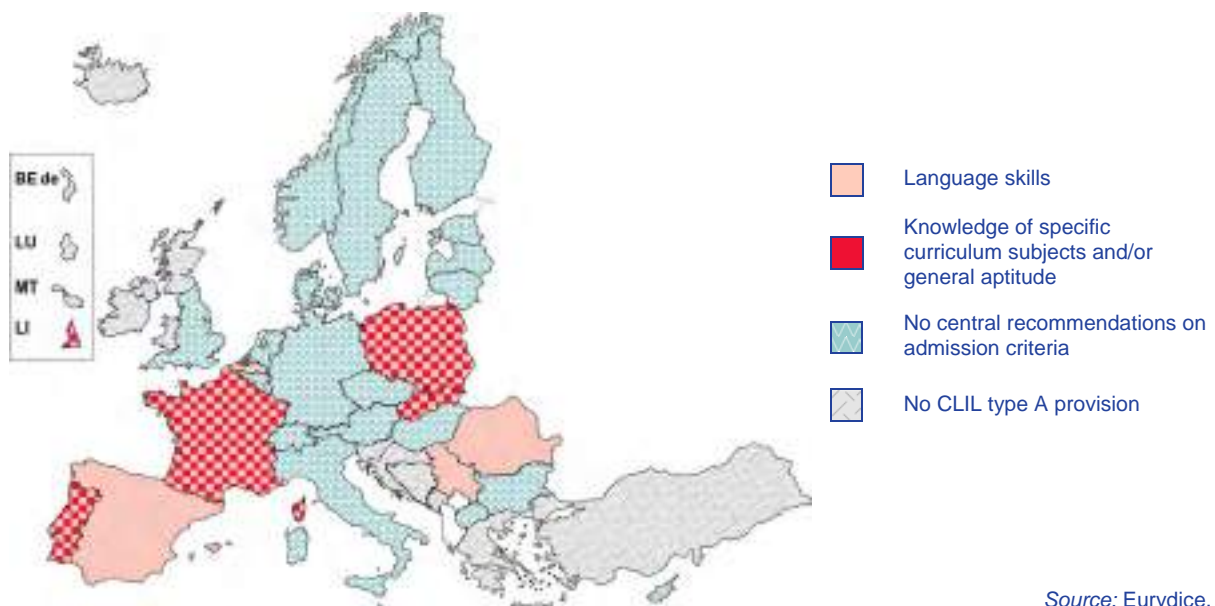 BE de
LU
MT
LI
Language skills
Knowledge of specific
curriculum subjects and/or
general aptitude
No central recommendations on
admission criteria
No CLIL type A provision
Source: Eurydice.